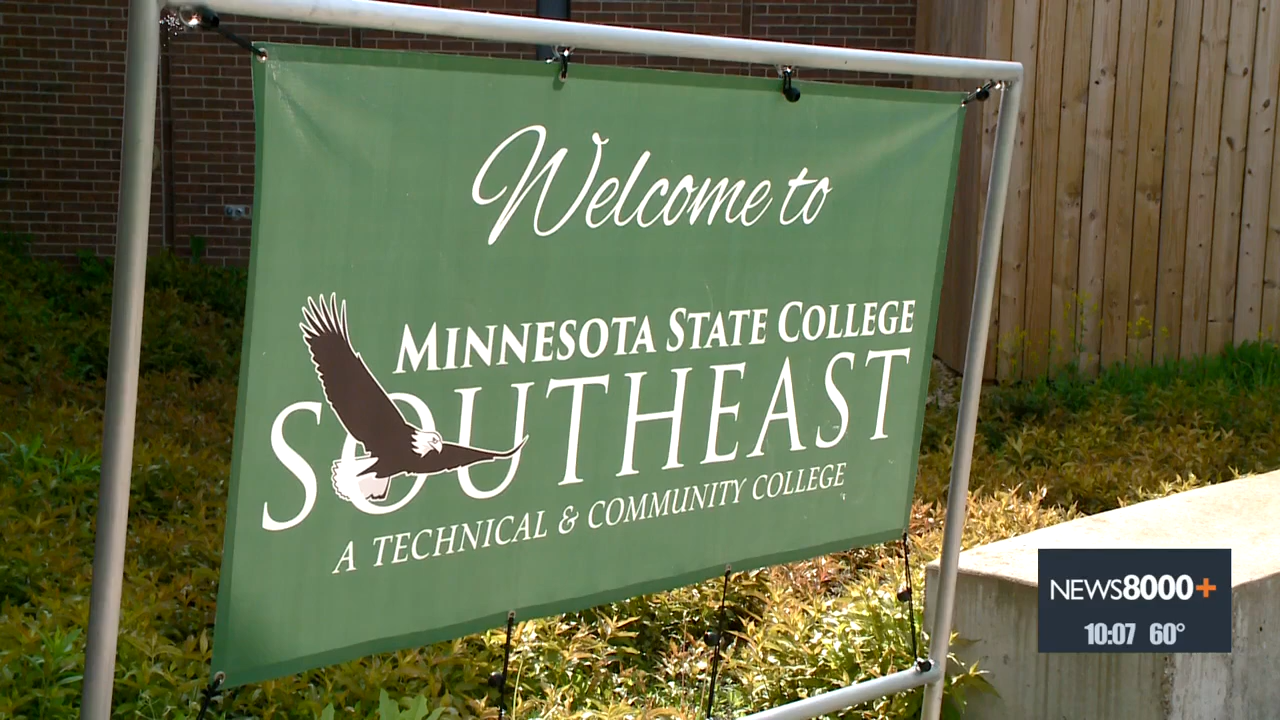 Welcome to
MINNESOTA STATE COLLEGE
SOUTHEAST
A TECHNICAL & COMMUNITY COLLEGE
NEWS8000+
10:07 60°